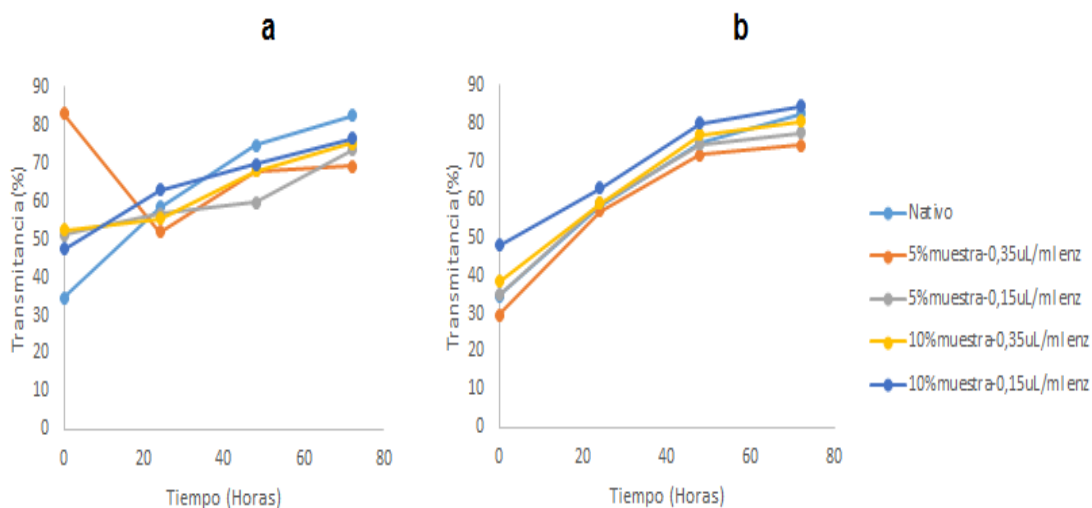 a
90
80
70
60
50
40
30
20
10
0
Transmitancia (%)
0 20 40 60 80
Tiempo (Horas)
b
90
80
70
60
50
40
30
20
10
0
Transmitancia (%)
0 20 40 60 80
Tiempo (Horas)
Nativo
5%muestra-0,35uL/ml enz
5%muestra-0,15uL/ml enz
10%muestra-0,35uL/ml enz
10%muestra-0,15uL/ml enz